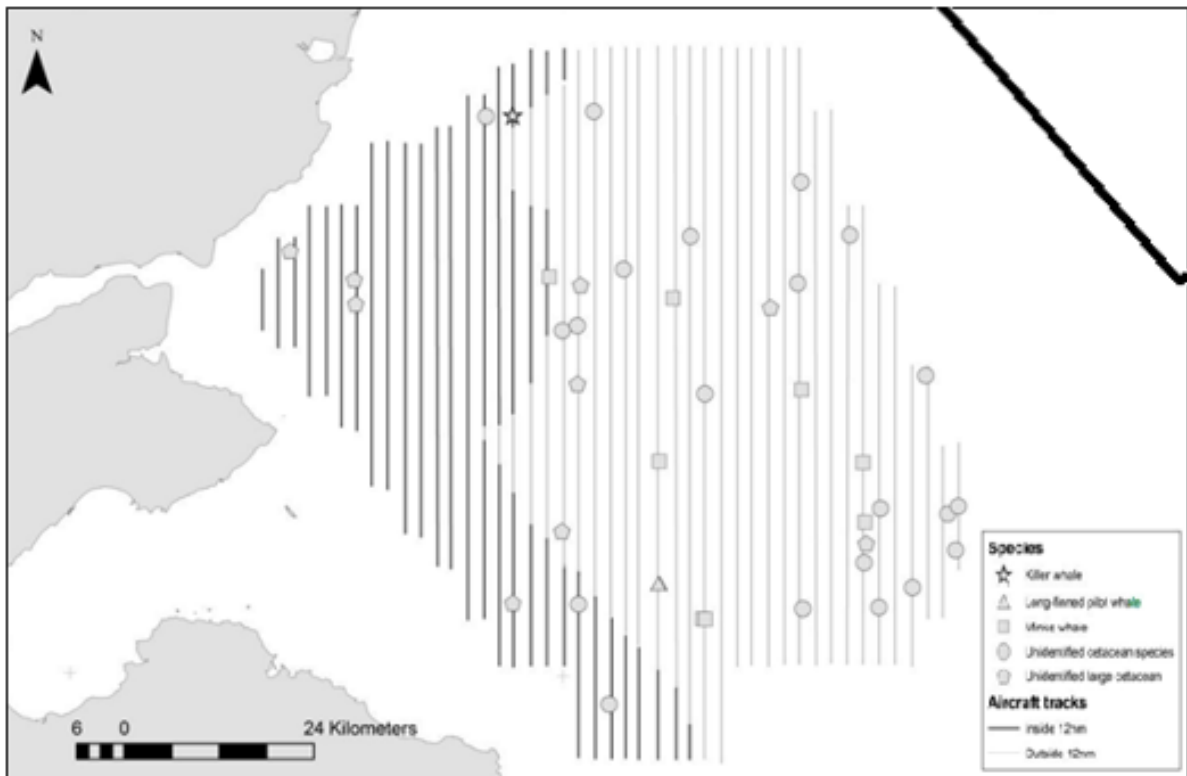 N
6 0 24 Kilometers
Species
Killer whale
Long-finned pilot whale
Minke whale
Unidentified cetacean species
Unidentified large cetacean
Aircraft tracks
Inside 12nm
Outside 12nm